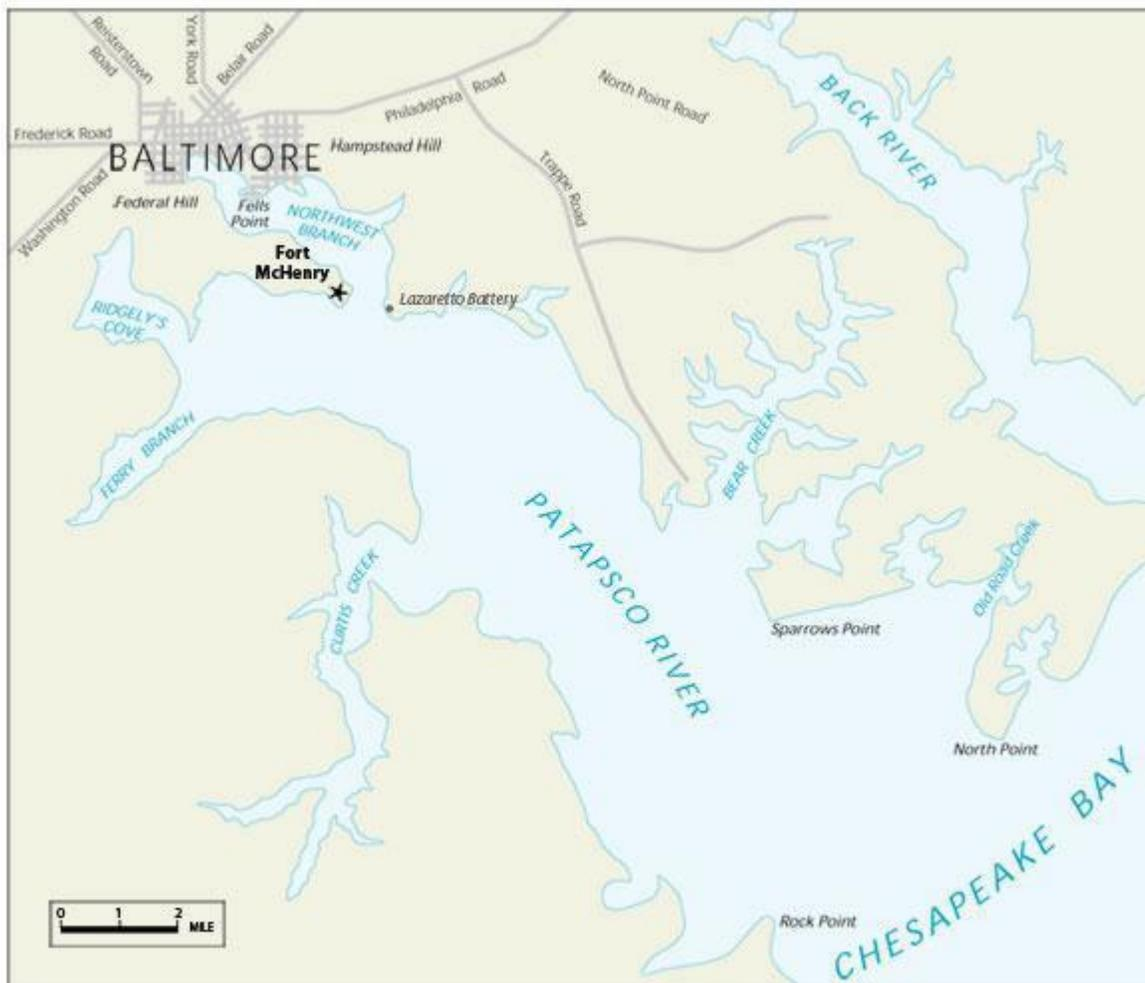 Reisterstown
Road
York Road
Belair Road
Philadelphia Road
North Point Road
BACK RIVER
Frederick Road
BALTIMORE
Hampstead Hill
Trappe Road
Washington Road
Federal Hill
Fells
Point
NORTHWEST
BRANCH
Fort
McHENRY
Lazaretto Battery
RIDGELY'S
COVE
FERRY BRANCH
BEAR CREEK
PATAPSCO RIVER
CURTIS CREEK
Old Road Creek
Sparrows Point
North Point
CHESAPEAKE BAY
Rock Point
0 1 2
MILE